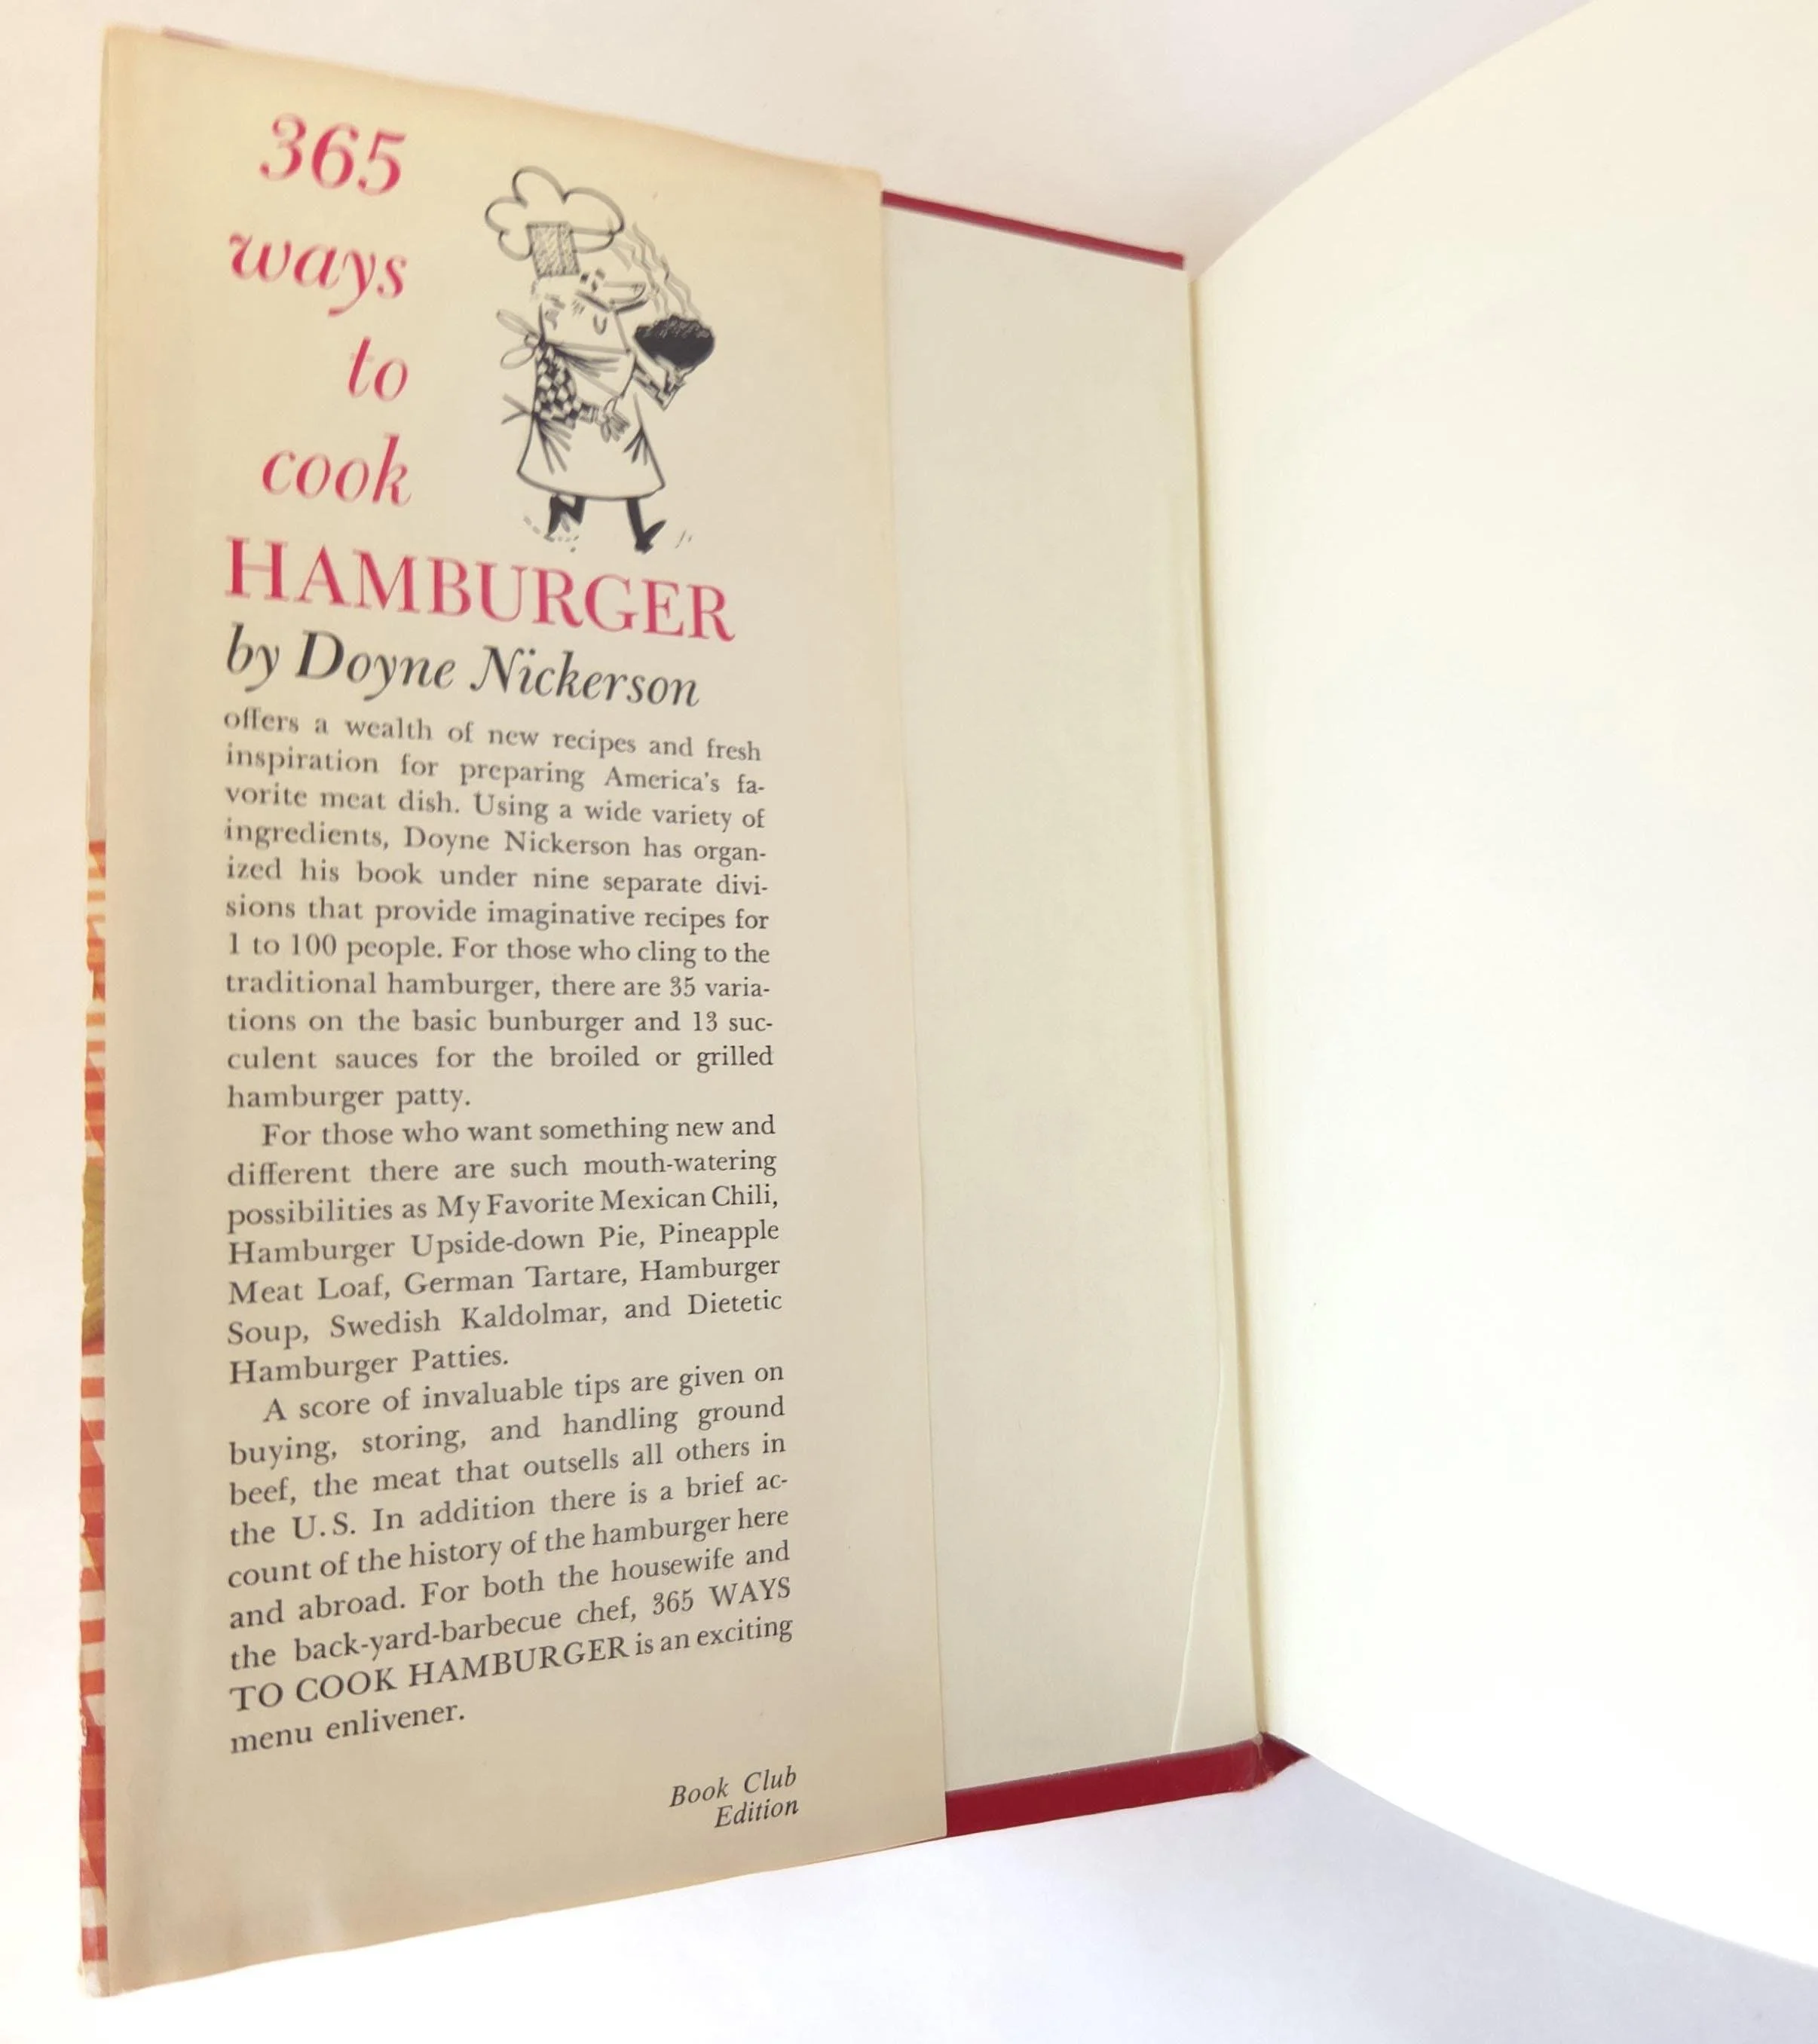 365
ways
to
cook
HAMBURGER
by Doyne Nickerson
offers a wealth of new recipes and fresh
inspiration for preparing America's fa-
vorite meat dish. Using a wide variety of
ingredients, Doyne Nickerson has organ-
ized his book under nine separate divi-
sions that provide imaginative recipes for
1 to 100 people. For those who cling to the
traditional hamburger, there are 35 varia-
tions on the basic bunburger and 13 suc-
culent sauces for the broiled or grilled
hamburger patty.
For those who want something new and
different there are such mouth-watering
possibilities as My Favorite Mexican Chili,
Hamburger Upside-down Pie, Pineapple
Meat Loaf, German Tartare, Hamburger
Soup, Swedish Kaldolmar, and Dietetic
Hamburger Patties.
A score of invaluable tips are given on
buying, storing, and handling ground
beef, the meat that outsells all others in
the U.S. In addition there is a brief ac-
count of the history of the hamburger here
and abroad. For both the housewife and
the back-yard-barbecue chef, 365 WAYS
TO COOK HAMBURGER is an exciting
menu enlivener.
Book Club
Edition